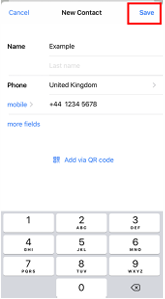 Cancel New Contact Save
Name Example
Last name
Phone United Kingdom
mobile +44 1234 5678
more fields
Add via QR code
1 2 3
ABC DEF
4 5 6
GHI JKL MNO
7 8 9
PQRS TUV WXYZ
0